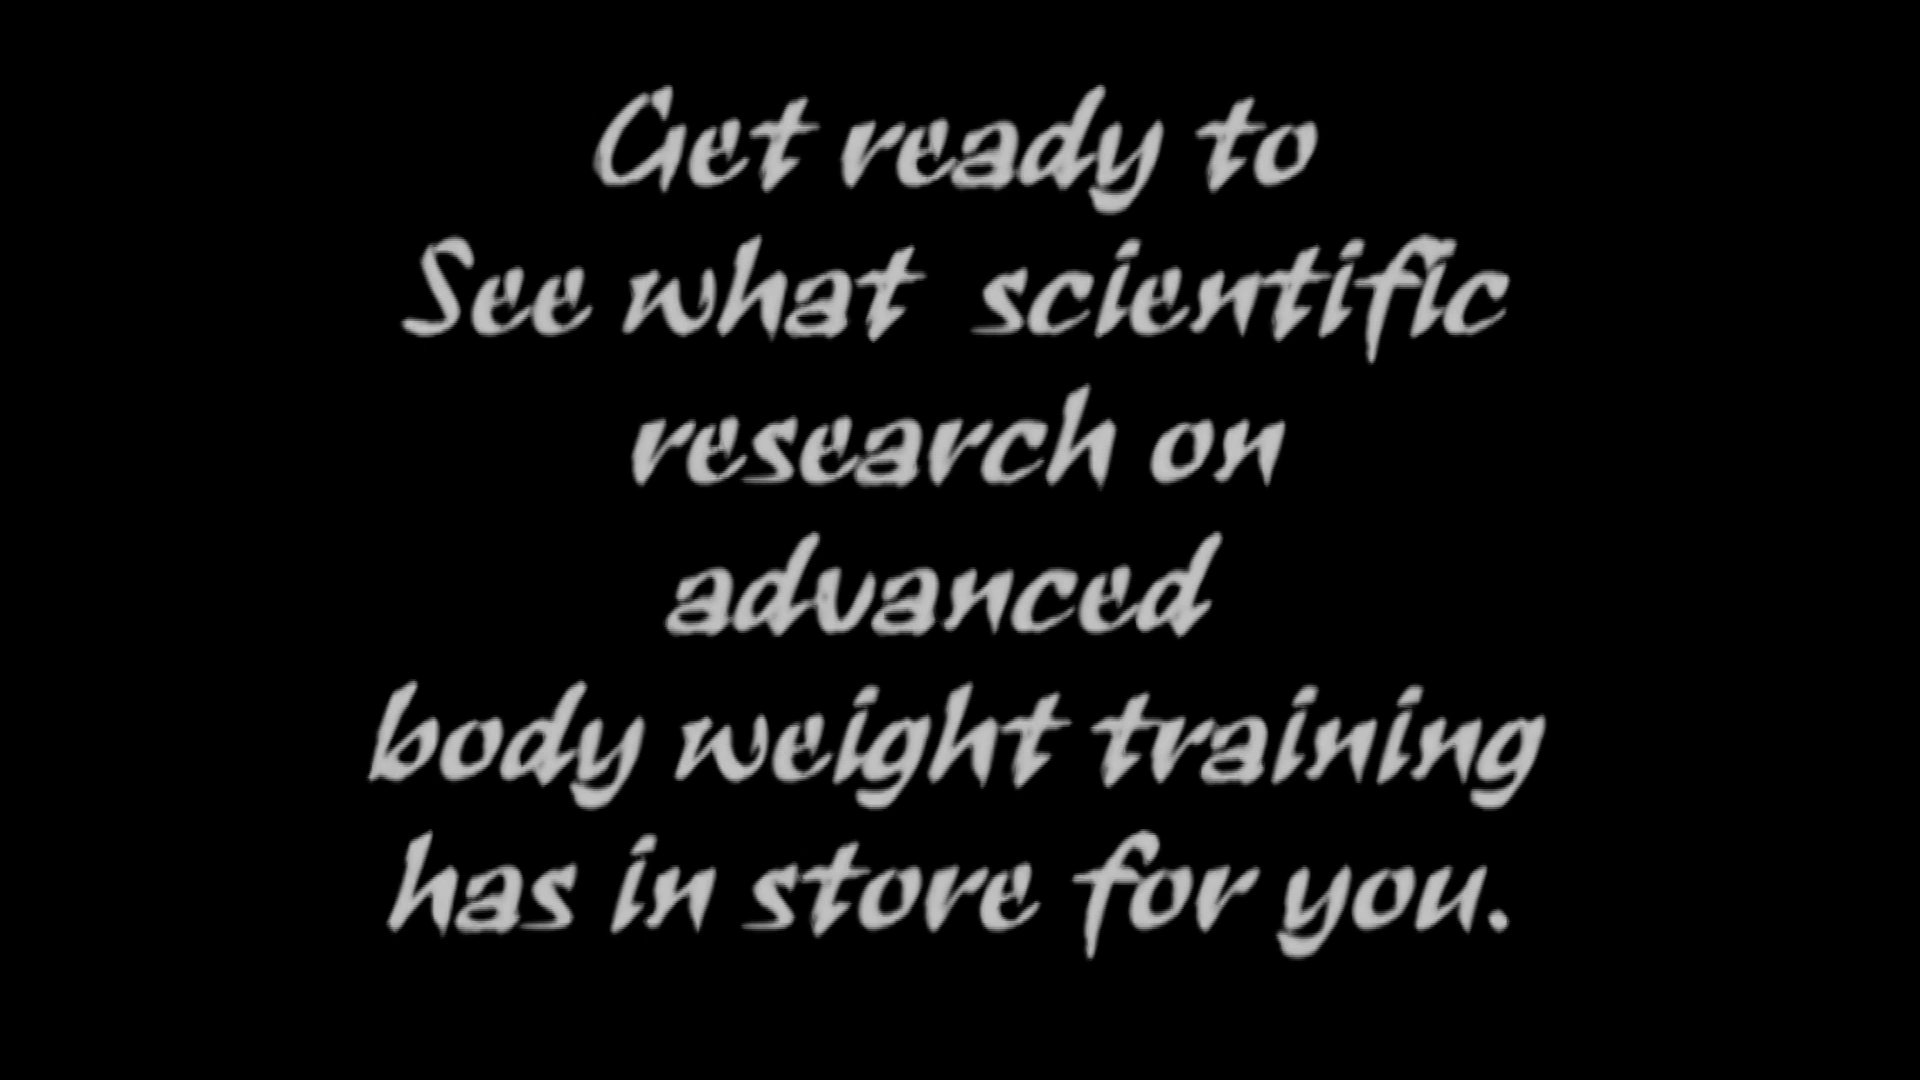 Get ready to
See what scientific
research on
advanced
body weight training
has in store for you.